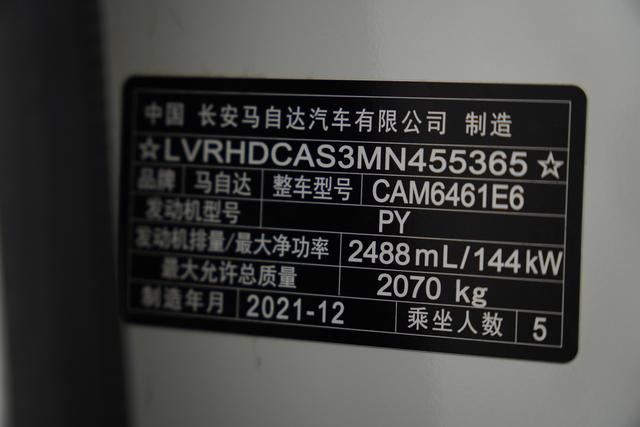 中国 长安马自达汽车有限公司 制造
☆LVRHDCAS3MN455365☆
品牌 马自达 整车型号 CAM6461E6
发动机型号 PY
发动机排量/最大净功率 2488mL/144kW
最大允许总质量 2070 kg
制造年月 2021-12 乘坐人数 5